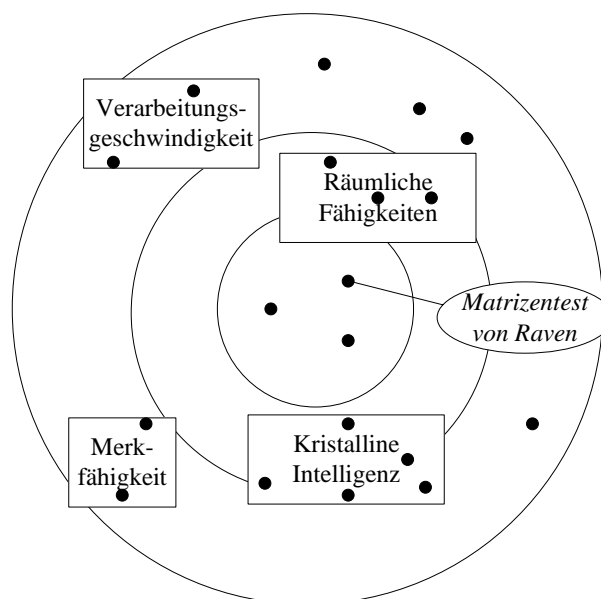 Verarbeitungs-
geschwindigkeit
Räumliche
Fähigkeiten
Matrizentest
von Raven
Merk-
fähigkeit
Kristalline
Intelligenz